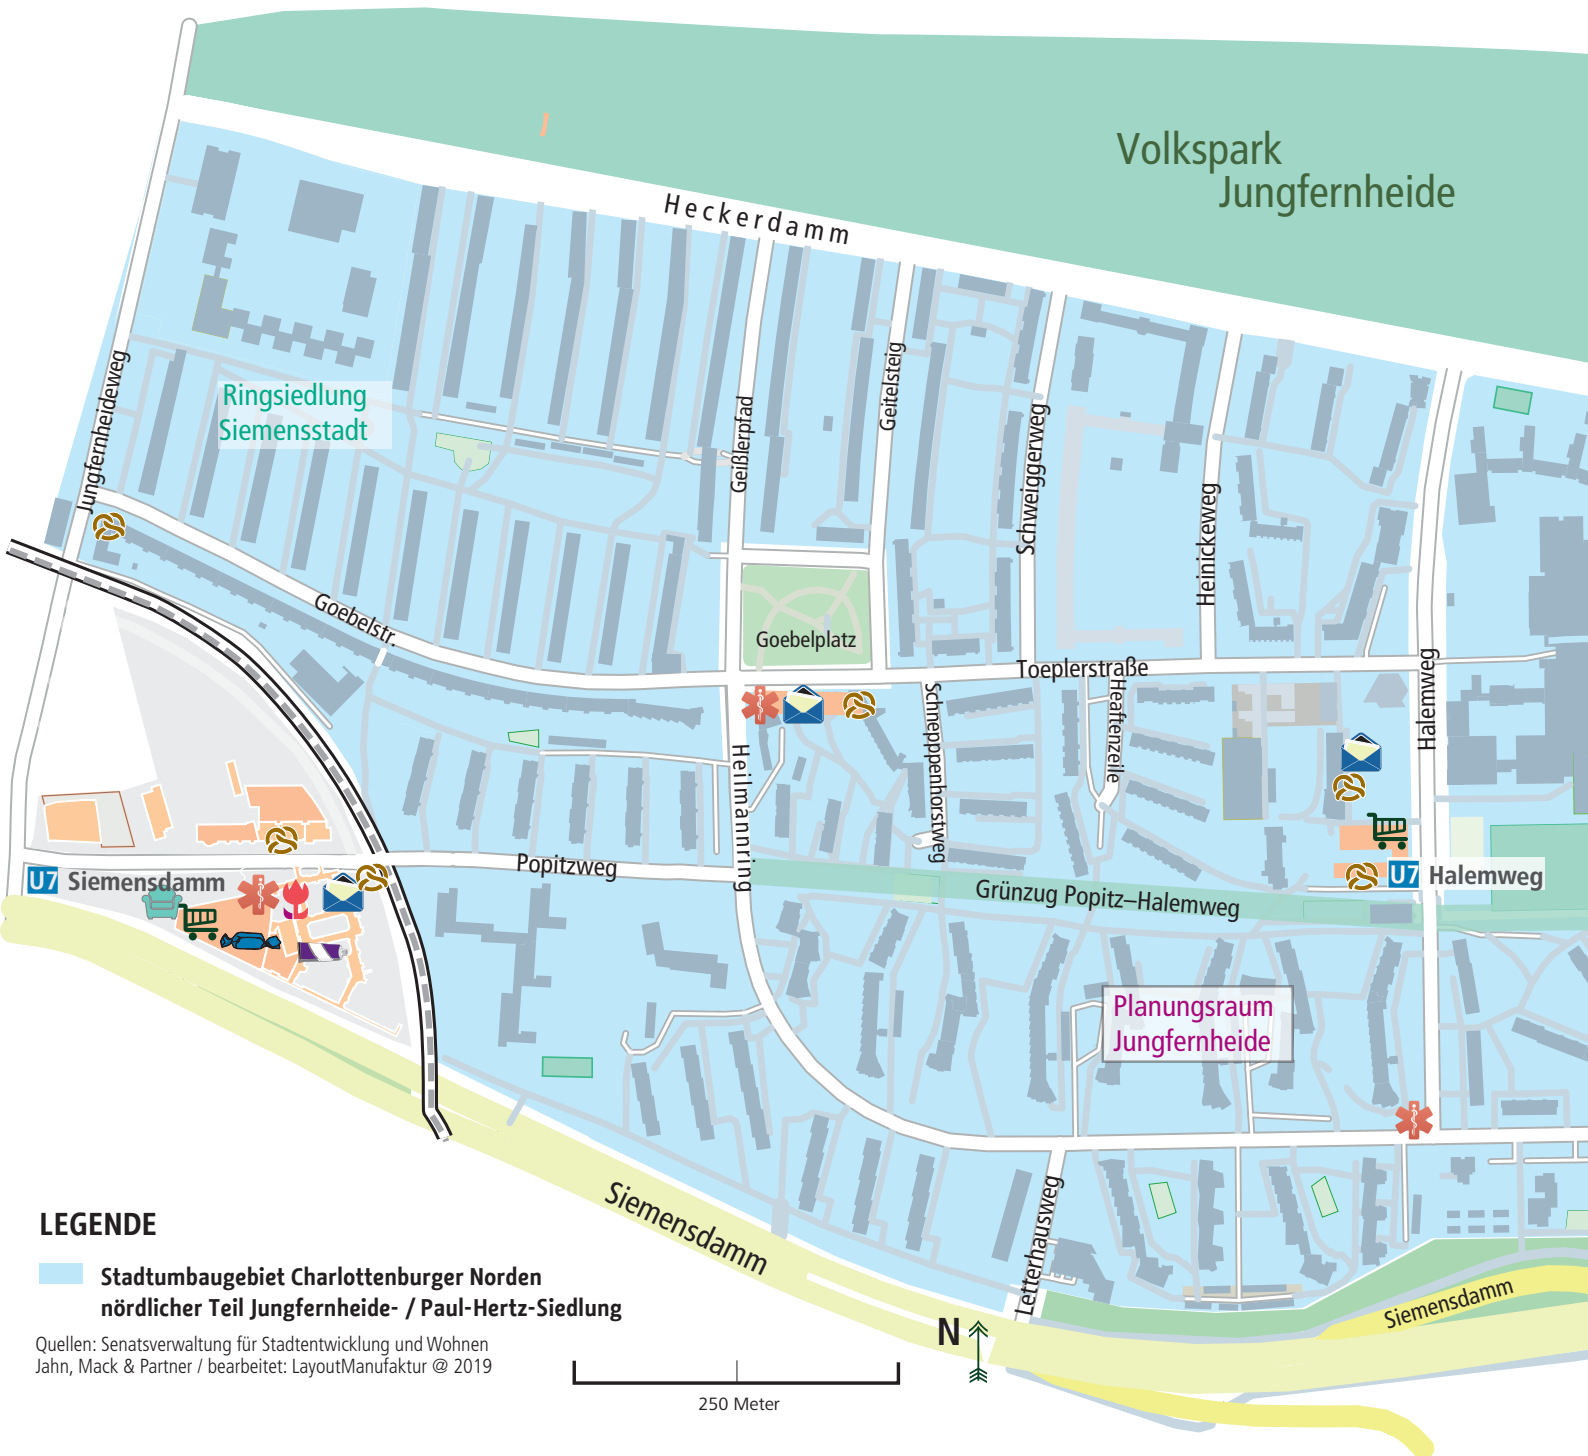 Volkspark
Jungfernheide
Heckerdamm
Ringsiedlung
Siemensstadt
Jungfernheideweg
Geißlerpfad
Geitelsteig
Schweiggerweg
Heinickeweg
Goebelstr.
Goebelplatz
Toeplerstraße
Halemweg
Heilmannring
Schnepppenhorstweg
Heaftenzeile
Popitzweg
U7 Siemensdamm
Grünzug Popitz–Halemweg
U7 Halemweg
Planungsraum
Jungfernheide
Siemensdamm
Letterhausweg
Siemensdamm
LEGENDE
Stadtumbaugebiet Charlottenburger Norden
nördlicher Teil Jungfernheide- / Paul-Hertz-Siedlung
Quellen: Senatsverwaltung für Stadtentwicklung und Wohnen
Jahn, Mack & Partner / bearbeitet: LayoutManufaktur @ 2019
N
250 Meter